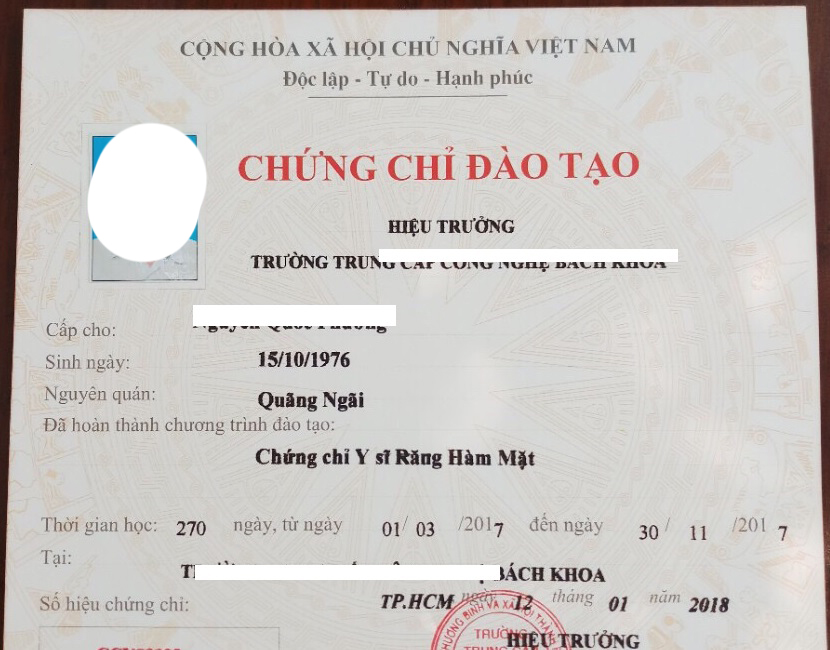 CỘNG HÒA XÃ HỘI CHỦ NGHĨA VIỆT NAM
Độc lập - Tự do - Hạnh phúc
CHỨNG CHỈ ĐÀO TẠO
HIỆU TRƯỞNG
TRƯỜNG TRUNG CẤP CÔNG NGHỆ BÁCH KHOA
Cấp cho:
Sinh ngày: 15/10/1976
Nguyên quán: Quãng Ngãi
Đã hoàn thành chương trình đào tạo:
Chứng chỉ Y sĩ Răng Hàm Mặt
Thời gian học: 270 ngày, từ ngày 01/ 03 /2017 đến ngày 30 / 11 /2017
Tại: BÁCH KHOA
Số hiệu chứng chỉ: TP.HCM ngày 12 tháng 01 năm 2018
HIỆU TRƯỞNG
TRƯỜNG